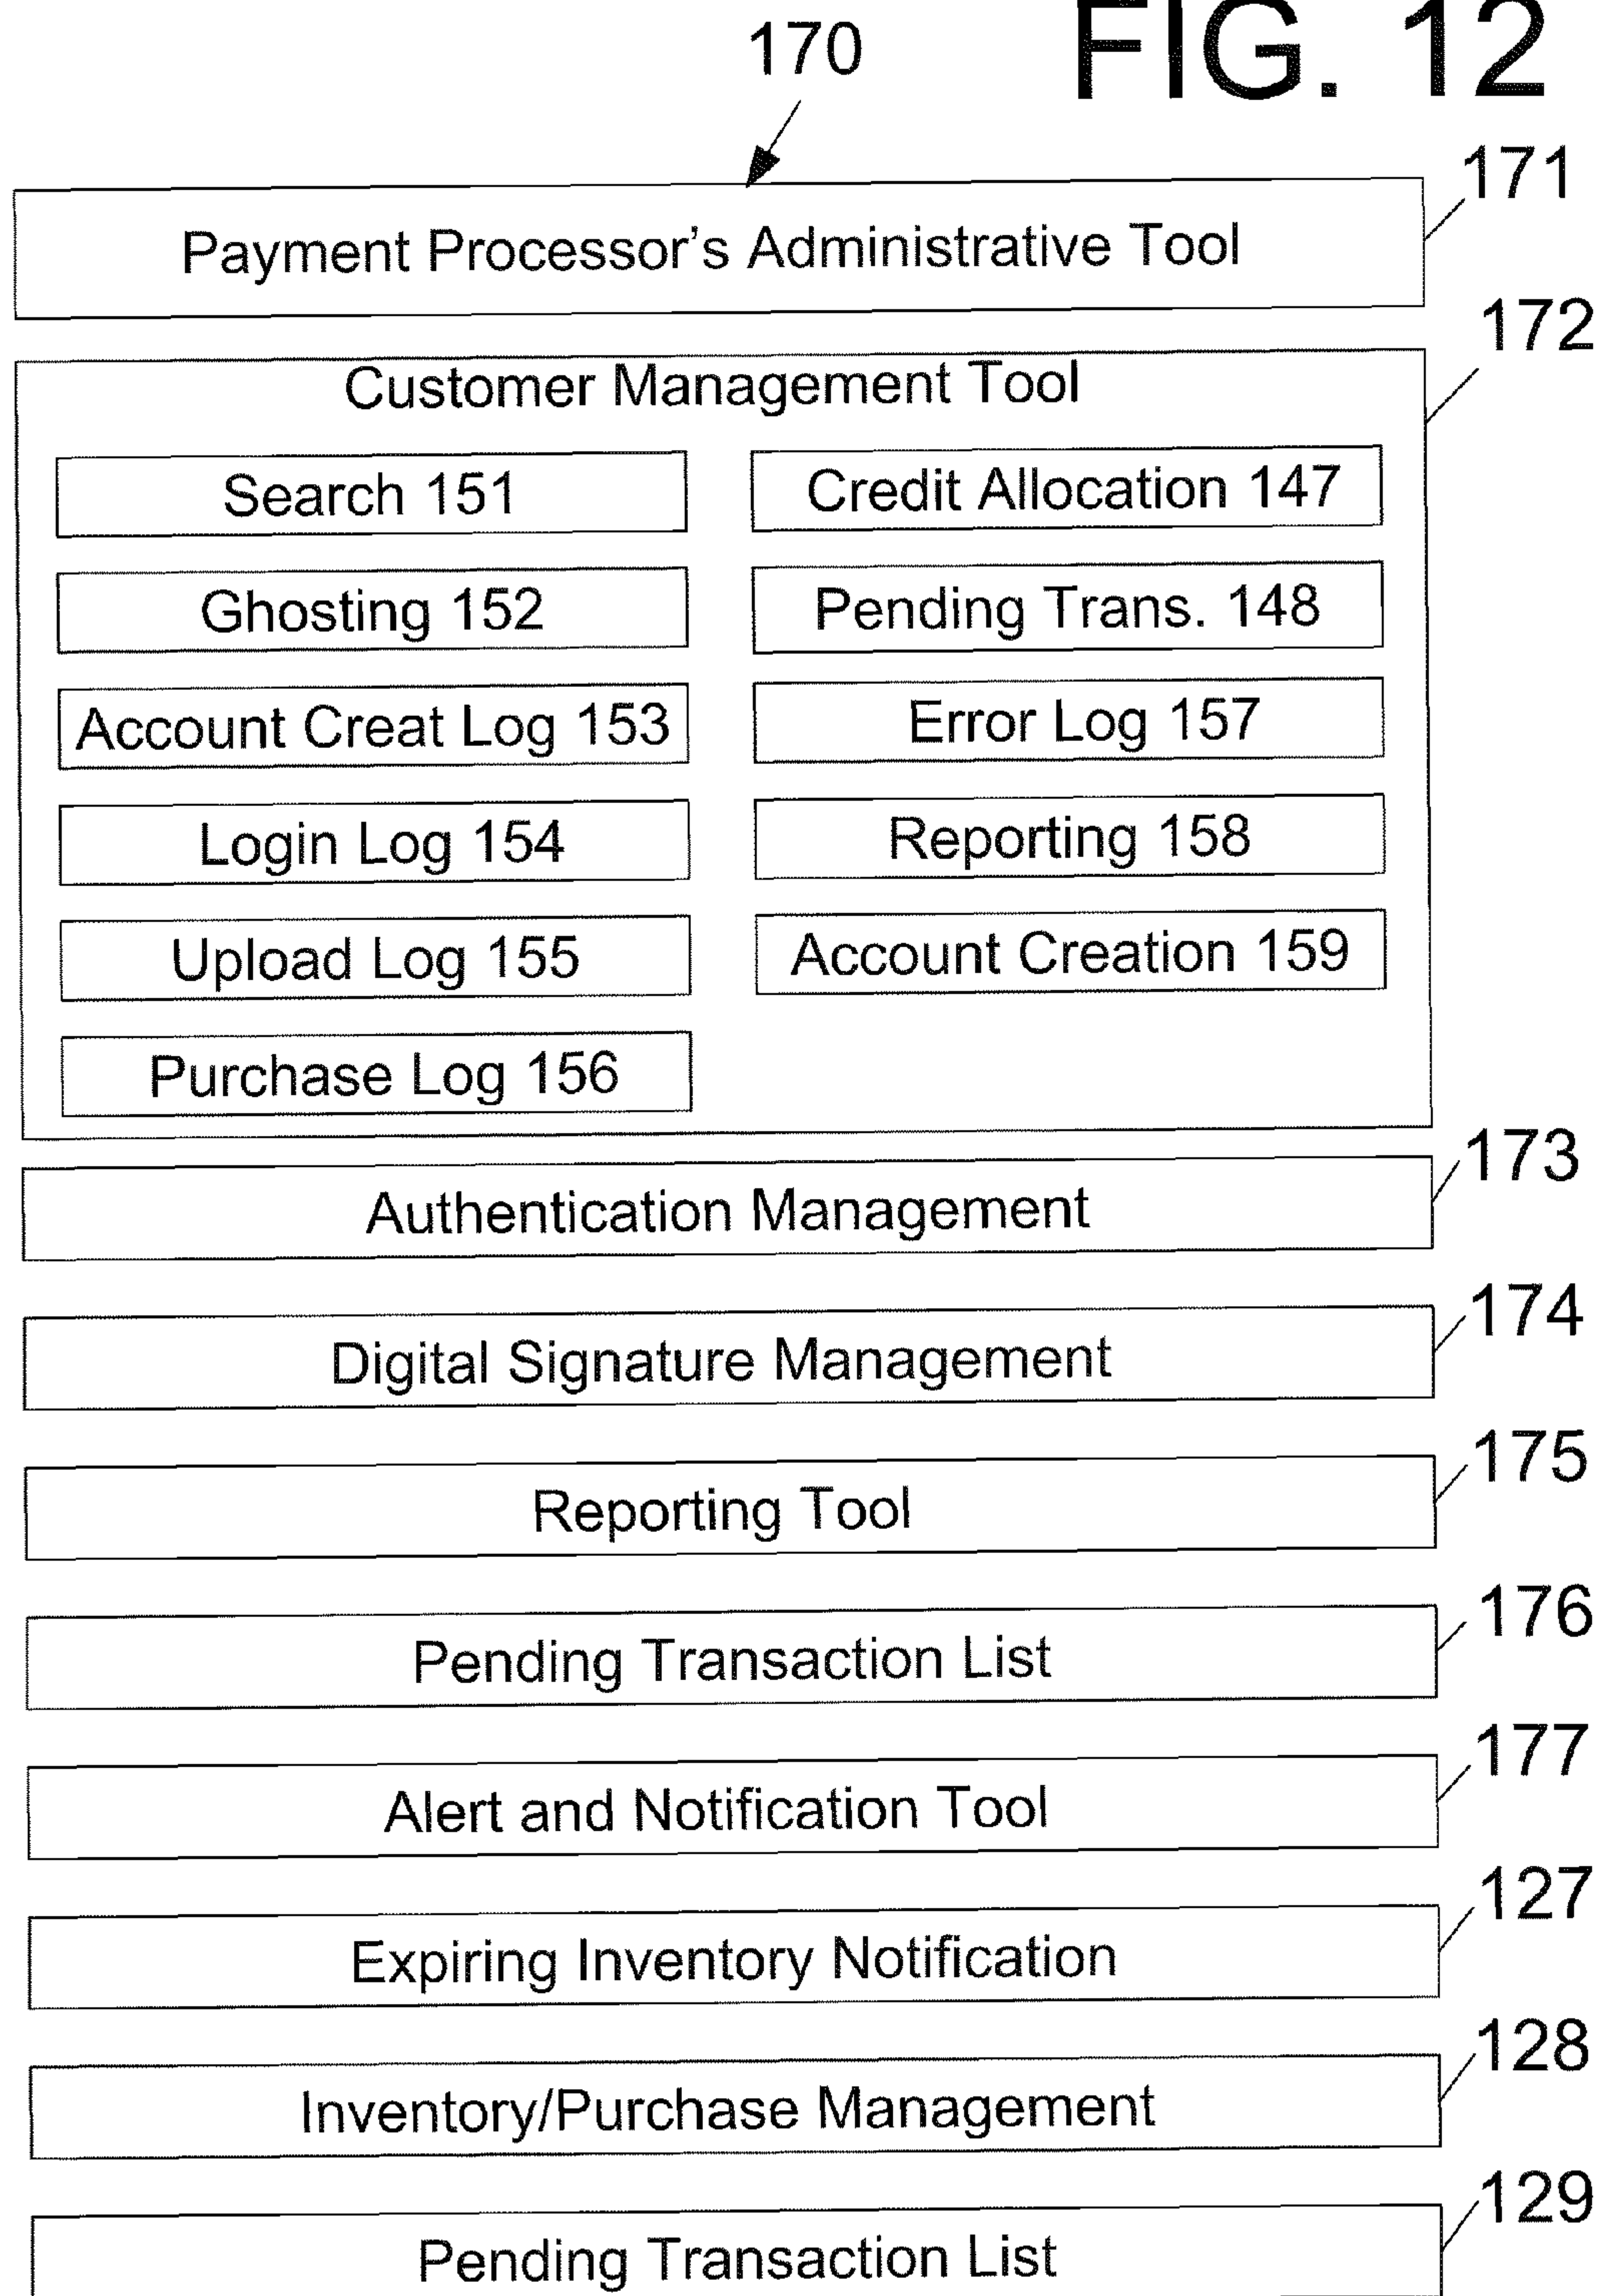 FIG. 12
170
171
Payment Processor's Administrative Tool
172
Customer Management Tool
Search 151
Credit Allocation 147
Ghosting 152
Pending Trans. 148
Account Creat Log 153
Error Log 157
Login Log 154
Reporting 158
Upload Log 155
Account Creation 159
Purchase Log 156
173
Authentication Management
174
Digital Signature Management
175
Reporting Tool
176
Pending Transaction List
177
Alert and Notification Tool
127
Expiring Inventory Notification
128
Inventory/Purchase Management
129
Pending Transaction List